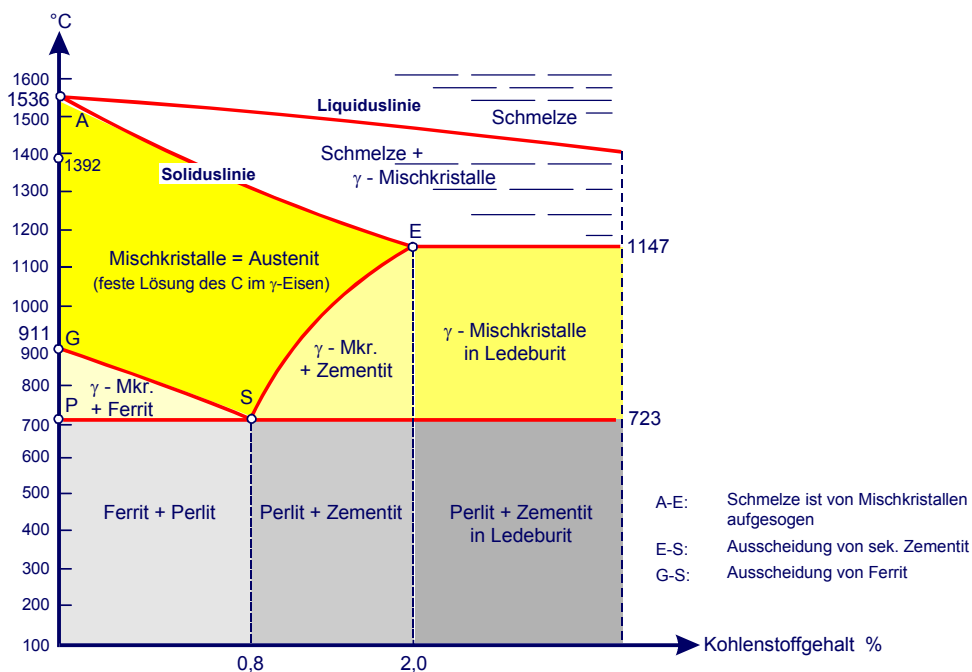 °C
1600
1536
1500
1400
1392
1300
1200
1100
1000
911
900
800
700
600
500
400
300
200
100
A
G
P
S
E
Liquiduslinie
Schmelze
Schmelze +
γ - Mischkristalle
Soliduslinie
1147
Mischkristalle = Austenit
(feste Lösung des C im γ-Eisen)
γ - Mkr.
+ Zementit
γ - Mischkristalle
in Ledeburit
γ - Mkr.
+ Ferrit
723
Ferrit + Perlit
Perlit + Zementit
Perlit + Zementit
in Ledeburit
A-E: Schmelze ist von Mischkristallen
aufgesogen
E-S: Ausscheidung von sek. Zementit
G-S: Ausscheidung von Ferrit
0,8
2,0
Kohlenstoffgehalt %